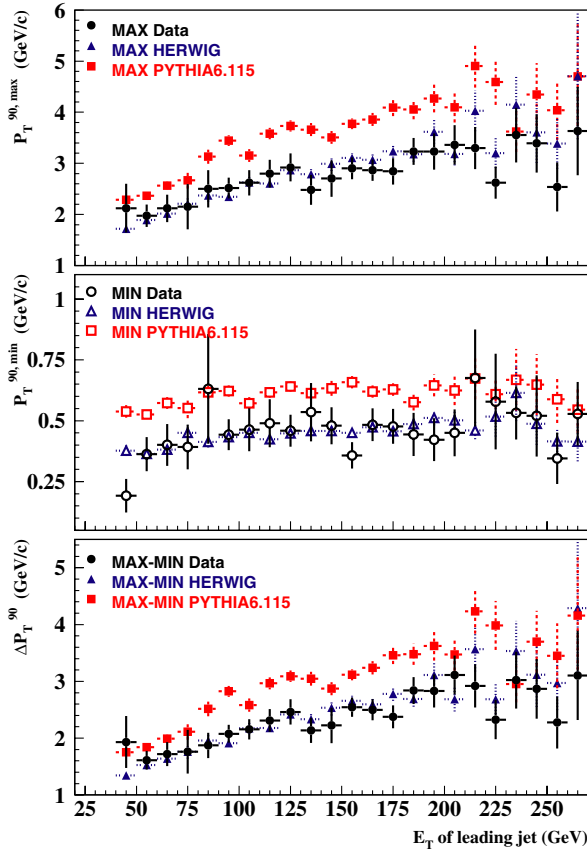 P_T^90, max (GeV/c)
6
5
4
3
2
1
MAX Data
MAX HERWIG
MAX PYTHIA6.115
P_T^90,min (GeV/c)
1
0.75
0.5
0.25
MIN Data
MIN HERWIG
MIN PYTHIA6.115
ΔP_T^90 (GeV/c)
5
4
3
2
1
MAX-MIN Data
MAX-MIN HERWIG
MAX-MIN PYTHIA6.115
25 50 75 100 125 150 175 200 225 250
E_T of leading jet (GeV)